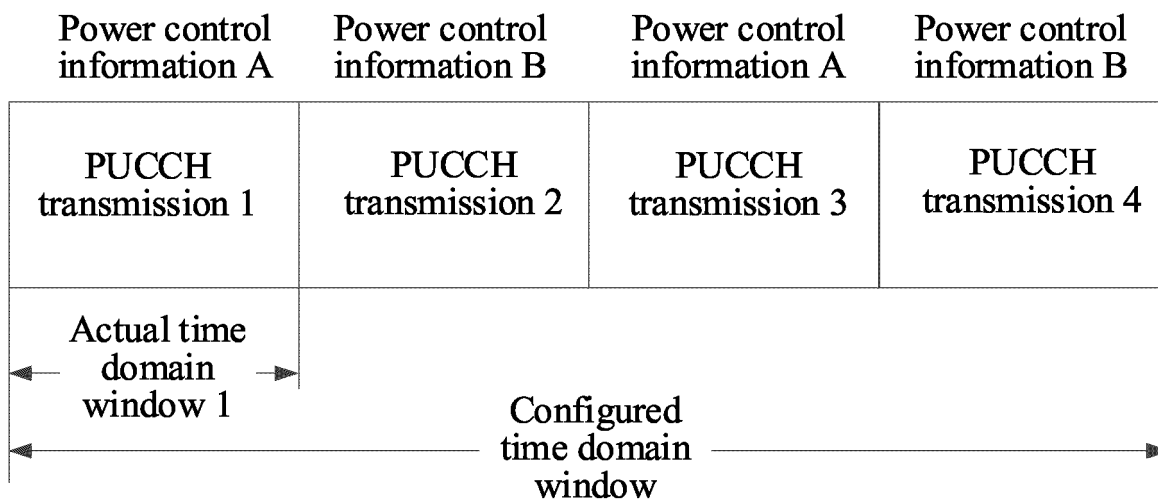 Power control
information A
Power control
information B
Power control
information A
Power control
information B
PUCCH
transmission 1
PUCCH
transmission 2
PUCCH
transmission 3
PUCCH
transmission 4
Actual time
domain
window 1
Configured
time domain
window